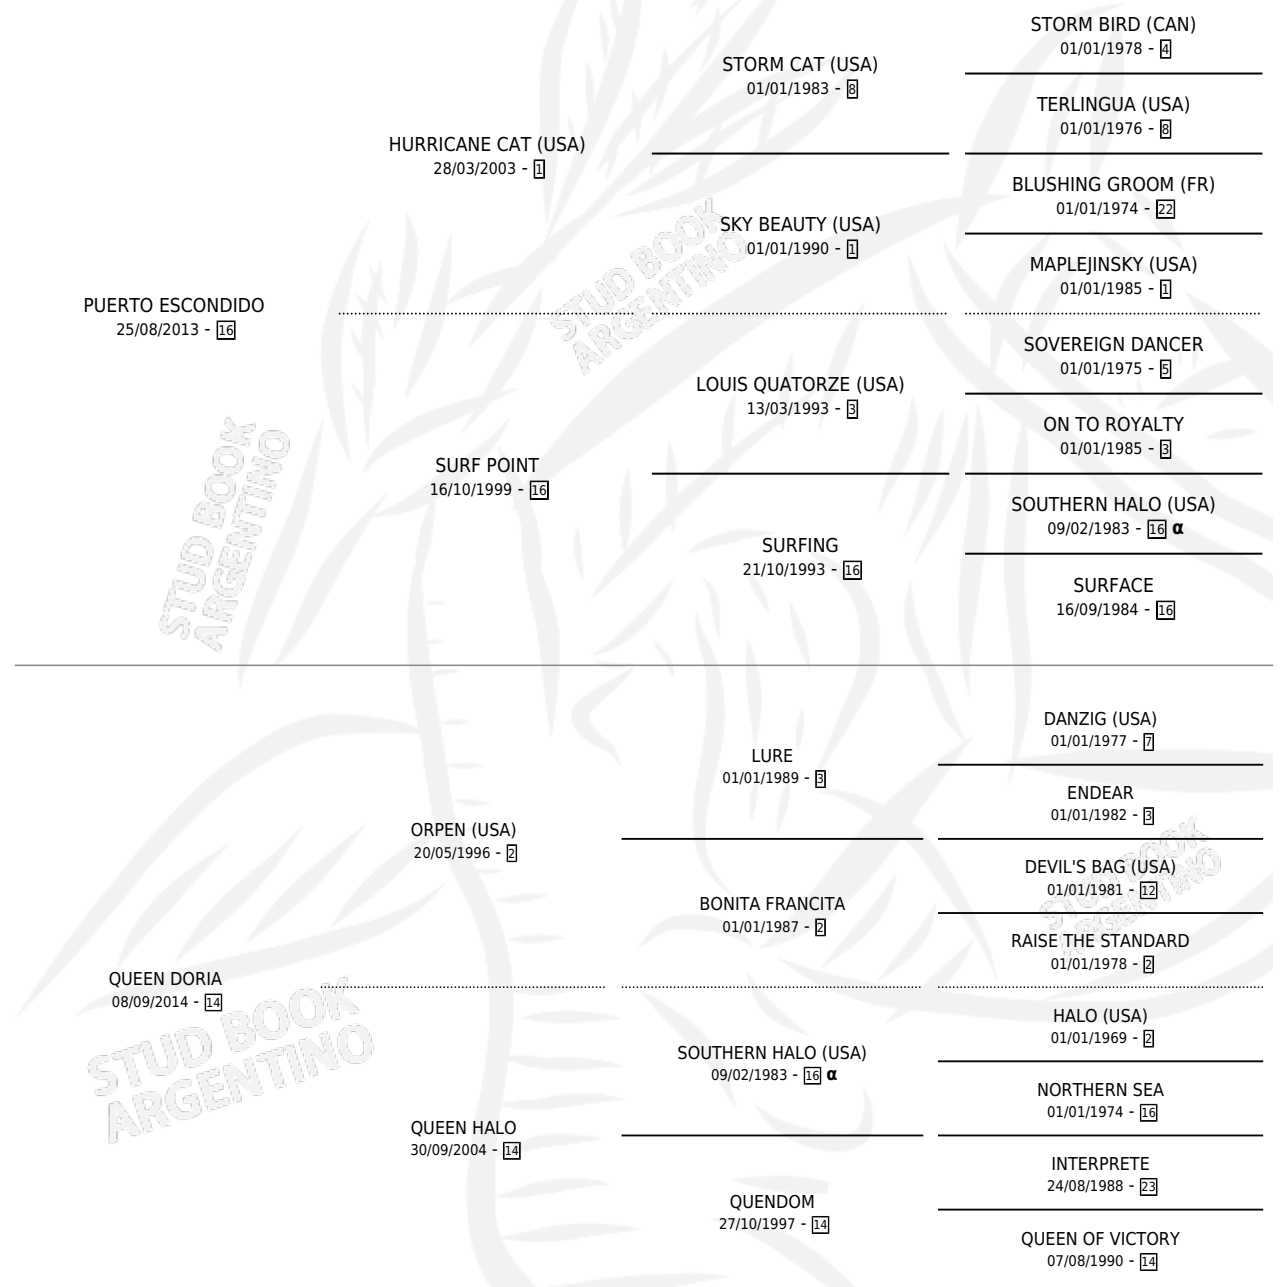 STORM BIRD (CAN)
01/01/1978 - 4
STORM CAT (USA)
01/01/1983 - 8
TERLINGUA (USA)
01/01/1976 - 8
HURRICANE CAT (USA)
28/03/2003 - 1
BLUSHING GROOM (FR)
01/01/1974 - 22
SKY BEAUTY (USA)
01/01/1990 - 1
MAPLEJINSKY (USA)
01/01/1985 - 1
PUERTO ESCONDIDO
25/08/2013 - 16
STUD BOOK
ARGENTINO
SOVEREIGN DANCER
01/01/1975 - 5
LOUIS QUATORZE (USA)
13/03/1993 - 3
ON TO ROYALTY
01/01/1985 - 3
SURF POINT
16/10/1999 - 16
STUD BOOK
ARGENTINO
SOUTHERN HALO (USA)
09/02/1983 - 16 α
SURFING
21/10/1993 - 16
SURFACE
16/09/1984 - 16
DANZIG (USA)
01/01/1977 - 7
LURE
01/01/1989 - 3
ENDEAR
01/01/1982 - 3
ORPEN (USA)
20/05/1996 - 2
DEVIL'S BAG (USA)
01/01/1981 - 12
STUD BOOK
ARGENTINO
BONITA FRANCITA
01/01/1987 - 2
RAISE THE STANDARD
01/01/1978 - 2
QUEEN DORIA
08/09/2014 - 14
STUD BOOK
ARGENTINO
HALO (USA)
01/01/1969 - 2
SOUTHERN HALO (USA)
09/02/1983 - 16 α
NORTHERN SEA
01/01/1974 - 16
QUEEN HALO
30/09/2004 - 14
INTERPRETE
24/08/1988 - 23
QUENDOM
27/10/1997 - 14
QUEEN OF VICTORY
07/08/1990 - 14